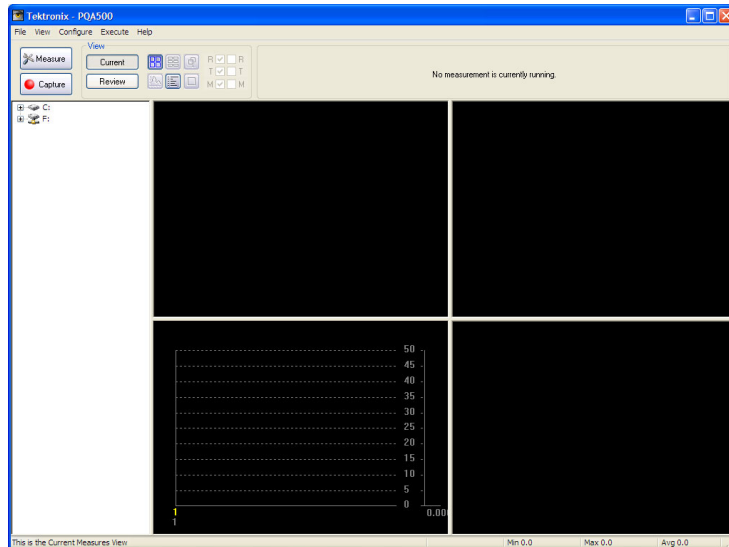 Tektronix - PQA500
File View Configure Execute Help
View
Measure
Current
R R
T T
No measurement is currently running.
Capture
Review
M M
C:
F:
50
45
40
35
30
25
20
15
10
5
0
1
1
0.00
This is the Current Measures View
Min 0.0
Max 0.0
Avg 0.0